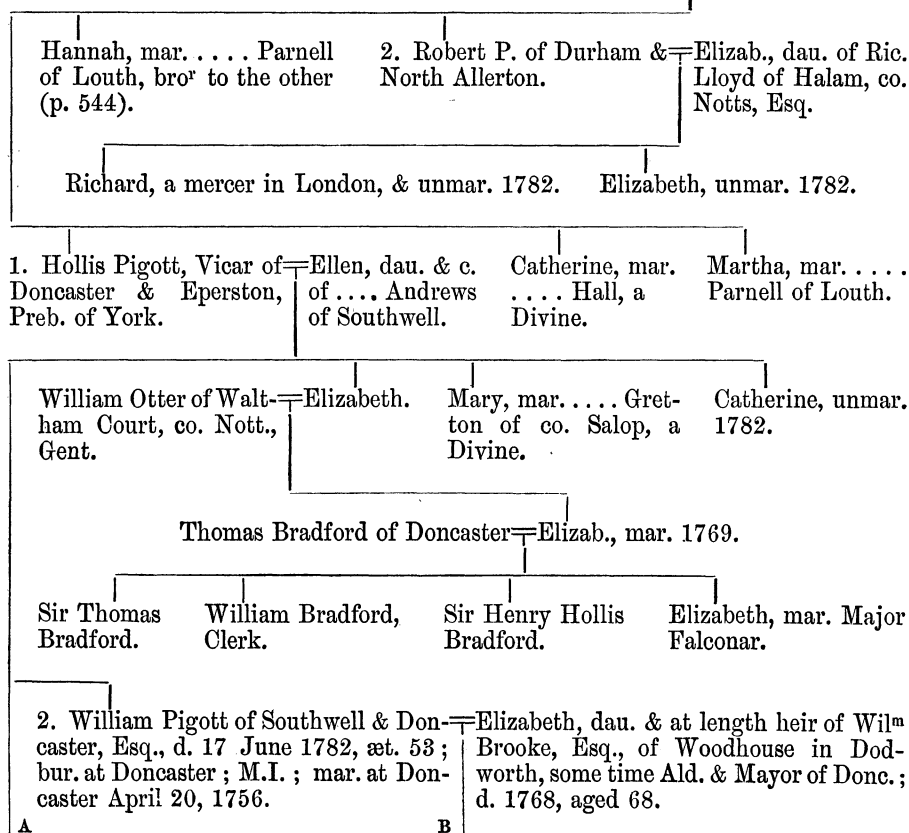 Hannah, mar. . . . . . Parnell
of Louth, broʳ to the other
(p. 544).
2. Robert P. of Durham &
North Allerton.
Elizab., dau. of Ric.
Lloyd of Halam, co.
Notts, Esq.
Richard, a mercer in London, & unmar. 1782.
Elizabeth, unmar. 1782.
1. Hollis Pigott, Vicar of
Doncaster & Eperston,
Preb. of York.
Ellen, dau. & c.
of . . . . Andrews
of Southwell.
Catherine, mar.
. . . . Hall, a
Divine.
Martha, mar. . . . . .
Parnell of Louth.
William Otter of Walt-
ham Court, co. Nott.,
Gent.
Elizabeth.
Mary, mar. . . . . . Gret-
ton of co. Salop, a
Divine.
Catherine, unmar.
1782.
Thomas Bradford of Doncaster
Elizab., mar. 1769.
Sir Thomas
Bradford.
William Bradford,
Clerk.
Sir Henry Hollis
Bradford.
Elizabeth, mar. Major
Falconar.
2. William Pigott of Southwell & Don-
caster, Esq., d. 17 June 1782, æt. 53 ;
bur. at Doncaster ; M.I. ; mar. at Don-
caster April 20, 1756.
Elizabeth, dau. & at length heir of Wilᵐ
Brooke, Esq., of Woodhouse in Dod-
worth, some time Ald. & Mayor of Donc. ;
d. 1768, aged 68.
A
B